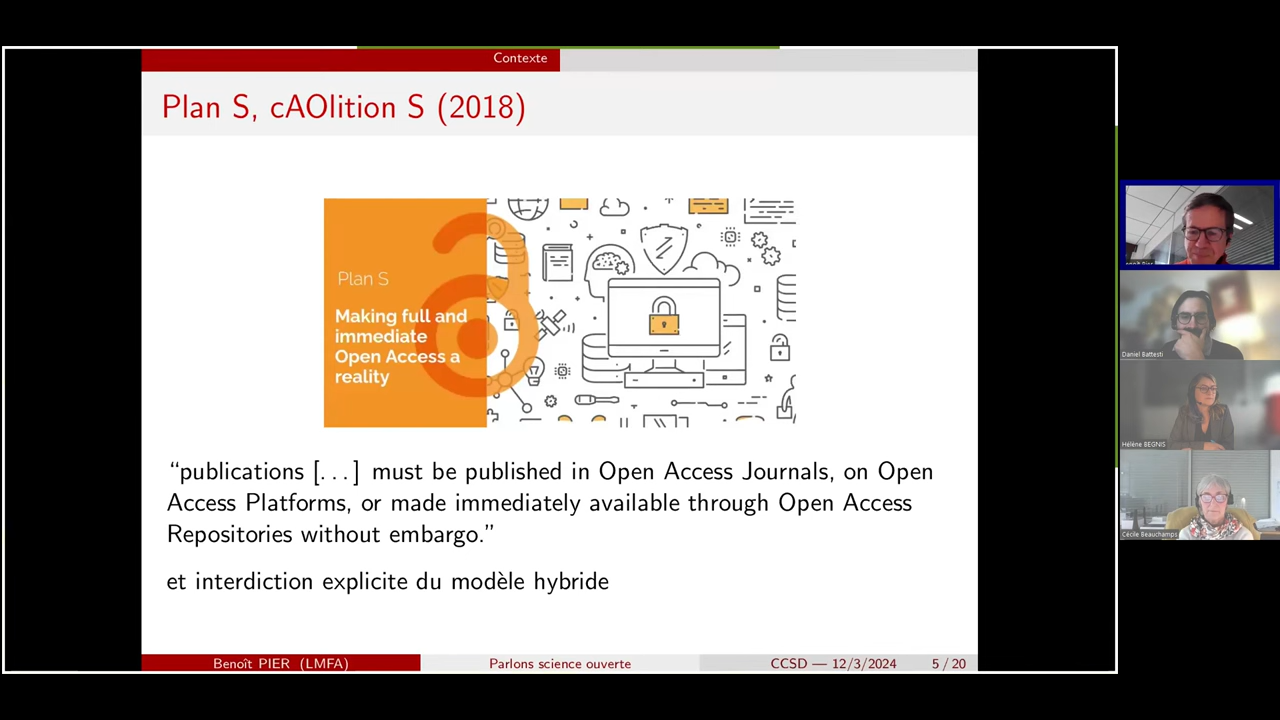 Contexte
Plan S, cAOlition S (2018)
Plan S
Making full and
immediate
Open Access a
reality
“publications [...] must be published in Open Access Journals, on Open
Access Platforms, or made immediately available through Open Access
Repositories without embargo.”
et interdiction explicite du modèle hybride
Benoît PIER (LMFA)
Parlons science ouverte
CCSD — 12/3/2024
5 / 20
Daniel Battesti
Hélène BEGNIS
Cécile Beauchamps